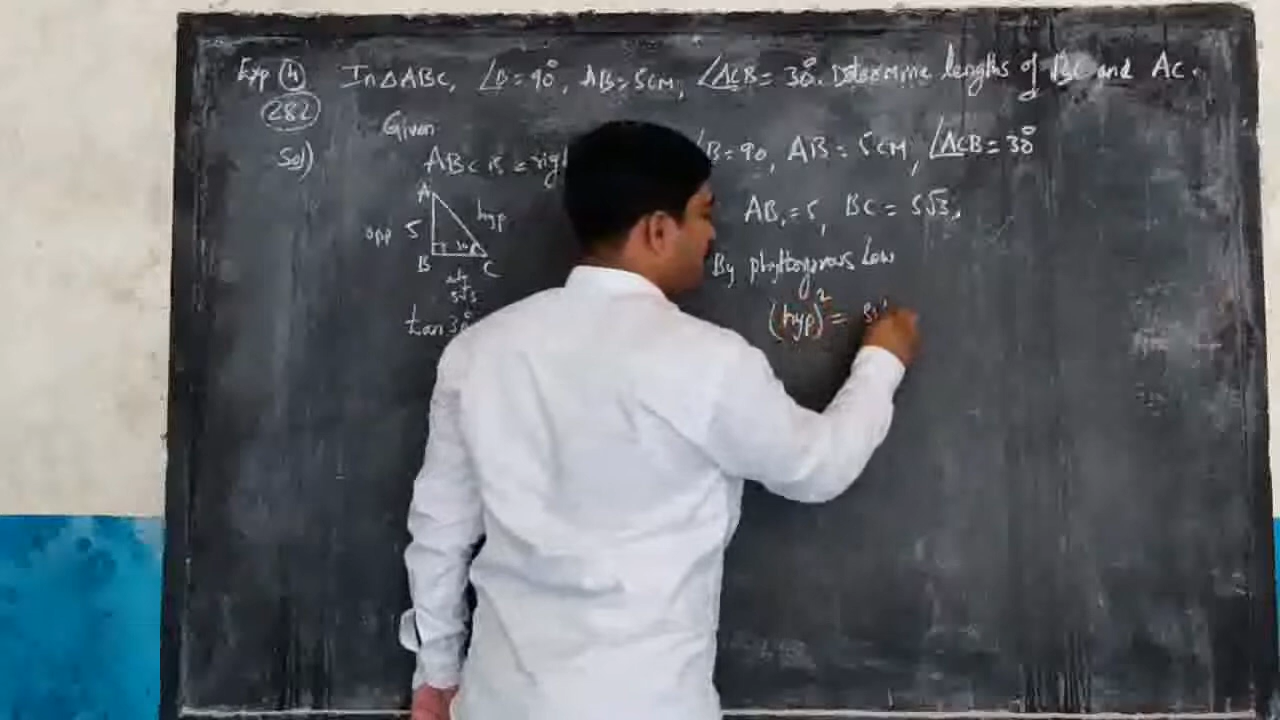 Exp (4) In △ABC, ∠B = 90°, AB = 5CM, ∠ACB = 30°. Determine lengths of BC and AC.
282
Given
Sol)
ABC is = rig
∠B = 90, AB = 5CM, ∠ACB = 30°
A
opp 5 hyp
B 30° C
adj
5√3
tan 30°
AB = 5, BC = 5√3,
By phythogorous Law
(hyp)² =